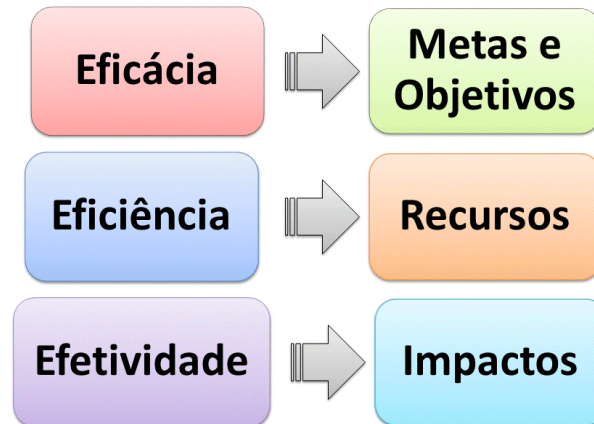 Eficácia
Metas e
Objetivos
Eficiência
Recursos
Efetividade
Impactos